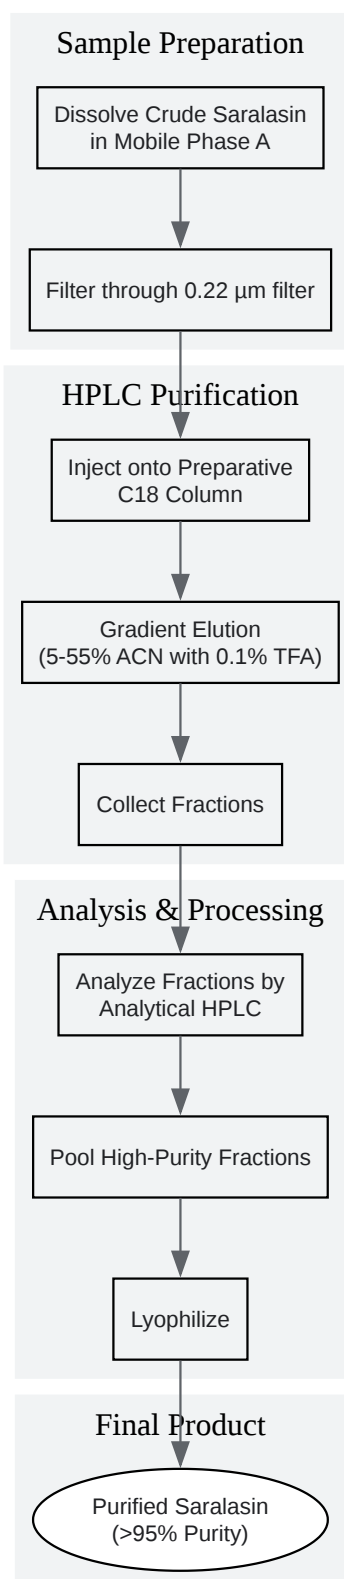 Sample Preparation
Dissolve Crude Saralasin
in Mobile Phase A
Filter through 0.22 µm filter
HPLC Purification
Inject onto Preparative
C18 Column
Gradient Elution
(5-55% ACN with 0.1% TFA)
Collect Fractions
Analysis & Processing
Analyze Fractions by
Analytical HPLC
Pool High-Purity Fractions
Lyophilize
Final Product
Purified Saralasin
(>95% Purity)